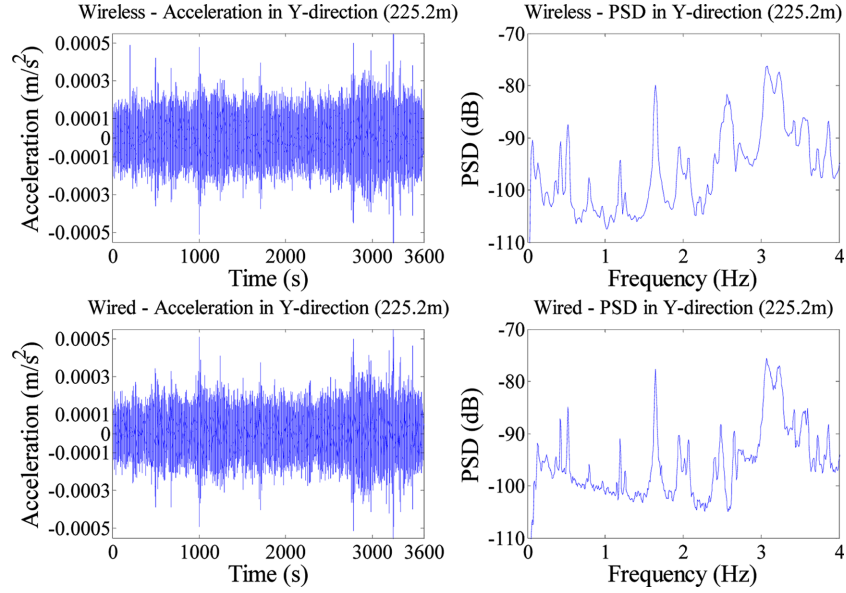 Wireless - Acceleration in Y-direction (225.2m)
Acceleration (m/s²)
0.0005
0.0003
0.0001
0
-0.0001
-0.0003
-0.0005
0 1000 2000 3000 3600
Time (s)
Wireless - PSD in Y-direction (225.2m)
PSD (dB)
-70
-80
-90
-100
-110
0 1 2 3 4
Frequency (Hz)
Wired - Acceleration in Y-direction (225.2m)
Acceleration (m/s²)
0.0005
0.0003
0.0001
0
-0.0001
-0.0003
-0.0005
0 1000 2000 3000 3600
Time (s)
Wired - PSD in Y-direction (225.2m)
PSD (dB)
-70
-80
-90
-100
-110
0 1 2 3 4
Frequency (Hz)